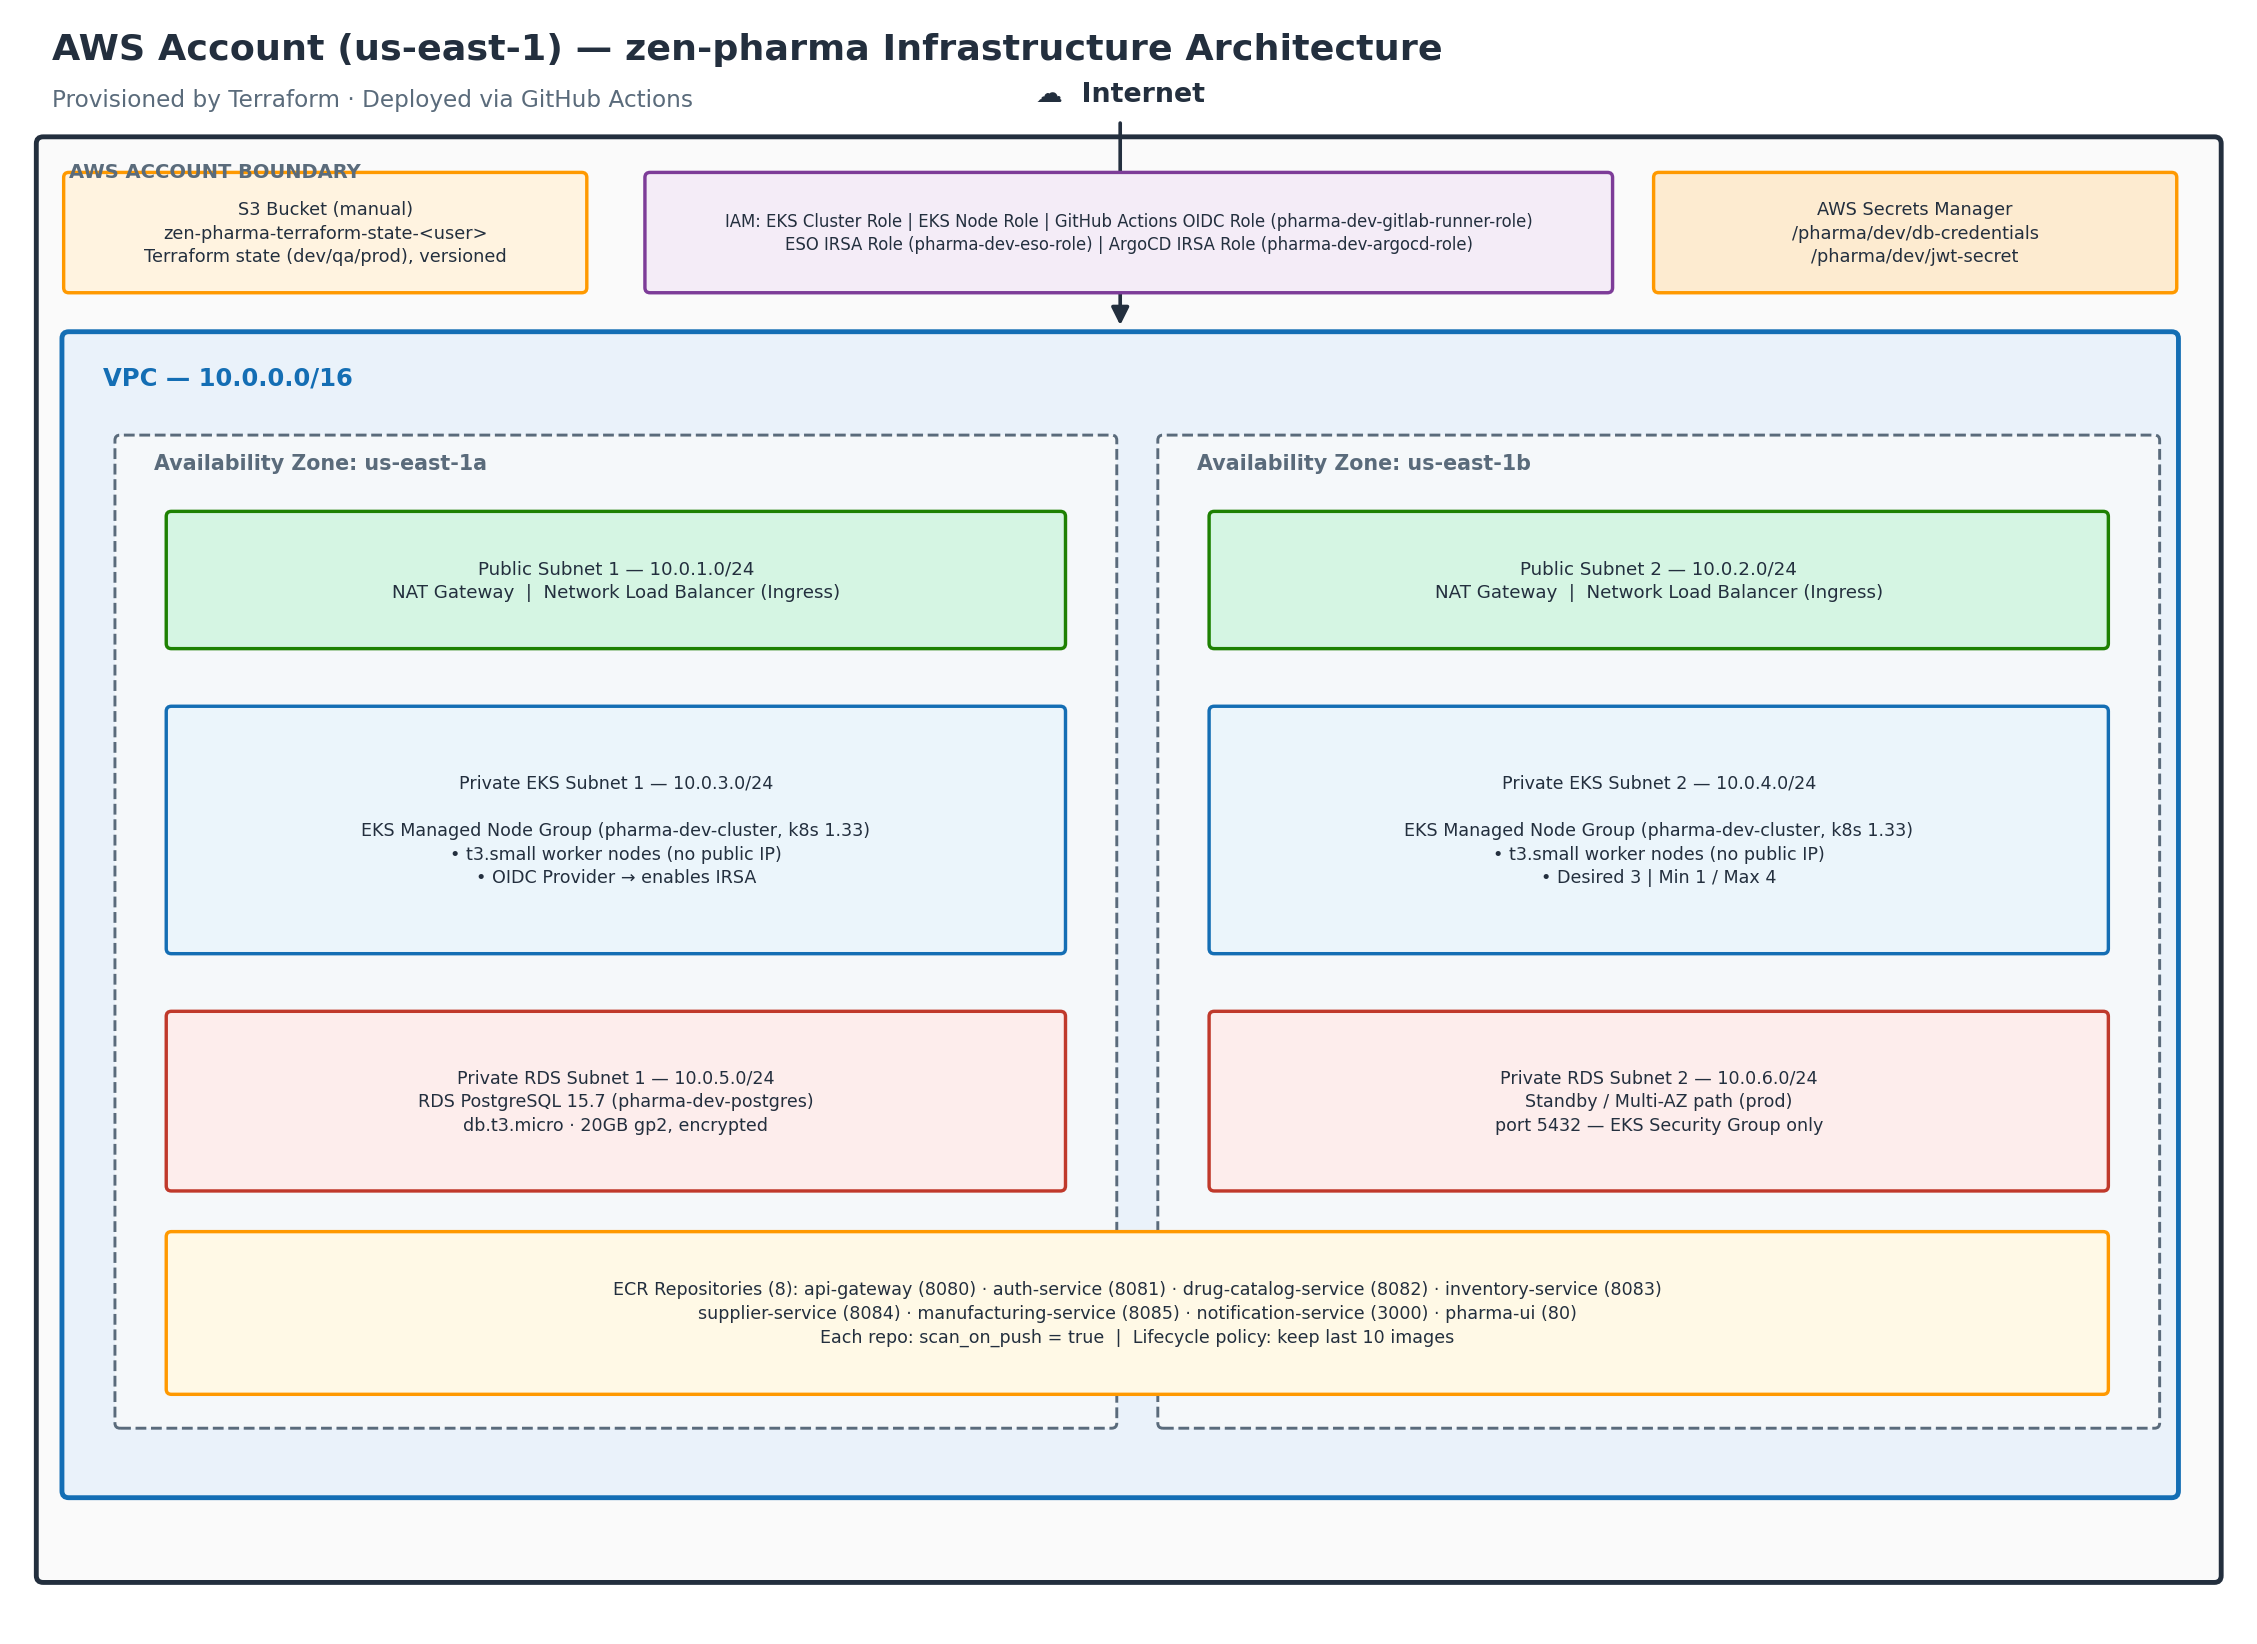 AWS Account (us-east-1) — zen-pharma Infrastructure Architecture
Provisioned by Terraform · Deployed via GitHub Actions
☁ Internet
AWS ACCOUNT BOUNDARY
S3 Bucket (manual)
zen-pharma-terraform-state-<user>
Terraform state (dev/qa/prod), versioned
IAM: EKS Cluster Role | EKS Node Role | GitHub Actions OIDC Role (pharma-dev-gitlab-runner-role)
ESO IRSA Role (pharma-dev-eso-role) | ArgoCD IRSA Role (pharma-dev-argocd-role)
AWS Secrets Manager
/pharma/dev/db-credentials
/pharma/dev/jwt-secret
VPC — 10.0.0.0/16
Availability Zone: us-east-1a
Public Subnet 1 — 10.0.1.0/24
NAT Gateway | Network Load Balancer (Ingress)
Private EKS Subnet 1 — 10.0.3.0/24
EKS Managed Node Group (pharma-dev-cluster, k8s 1.33)
• t3.small worker nodes (no public IP)
• OIDC Provider → enables IRSA
Private RDS Subnet 1 — 10.0.5.0/24
RDS PostgreSQL 15.7 (pharma-dev-postgres)
db.t3.micro · 20GB gp2, encrypted
Availability Zone: us-east-1b
Public Subnet 2 — 10.0.2.0/24
NAT Gateway | Network Load Balancer (Ingress)
Private EKS Subnet 2 — 10.0.4.0/24
EKS Managed Node Group (pharma-dev-cluster, k8s 1.33)
• t3.small worker nodes (no public IP)
• Desired 3 | Min 1 / Max 4
Private RDS Subnet 2 — 10.0.6.0/24
Standby / Multi-AZ path (prod)
port 5432 — EKS Security Group only
ECR Repositories (8): api-gateway (8080) · auth-service (8081) · drug-catalog-service (8082) · inventory-service (8083)
supplier-service (8084) · manufacturing-service (8085) · notification-service (3000) · pharma-ui (80)
Each repo: scan_on_push = true | Lifecycle policy: keep last 10 images